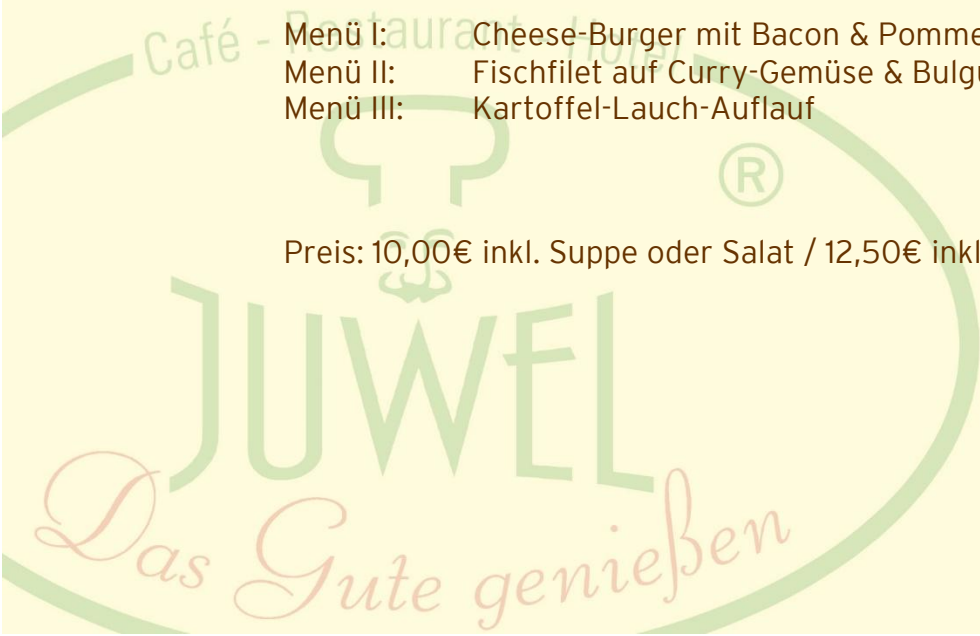 Café - Restaurant - Hotel
Menü I: Cheese-Burger mit Bacon & Pomme
Menü II: Fischfilet auf Curry-Gemüse & Bulgu
Menü III: Kartoffel-Lauch-Auflauf
®
Preis: 10,00€ inkl. Suppe oder Salat / 12,50€ inkl
JUWEL
Das Gute genießen